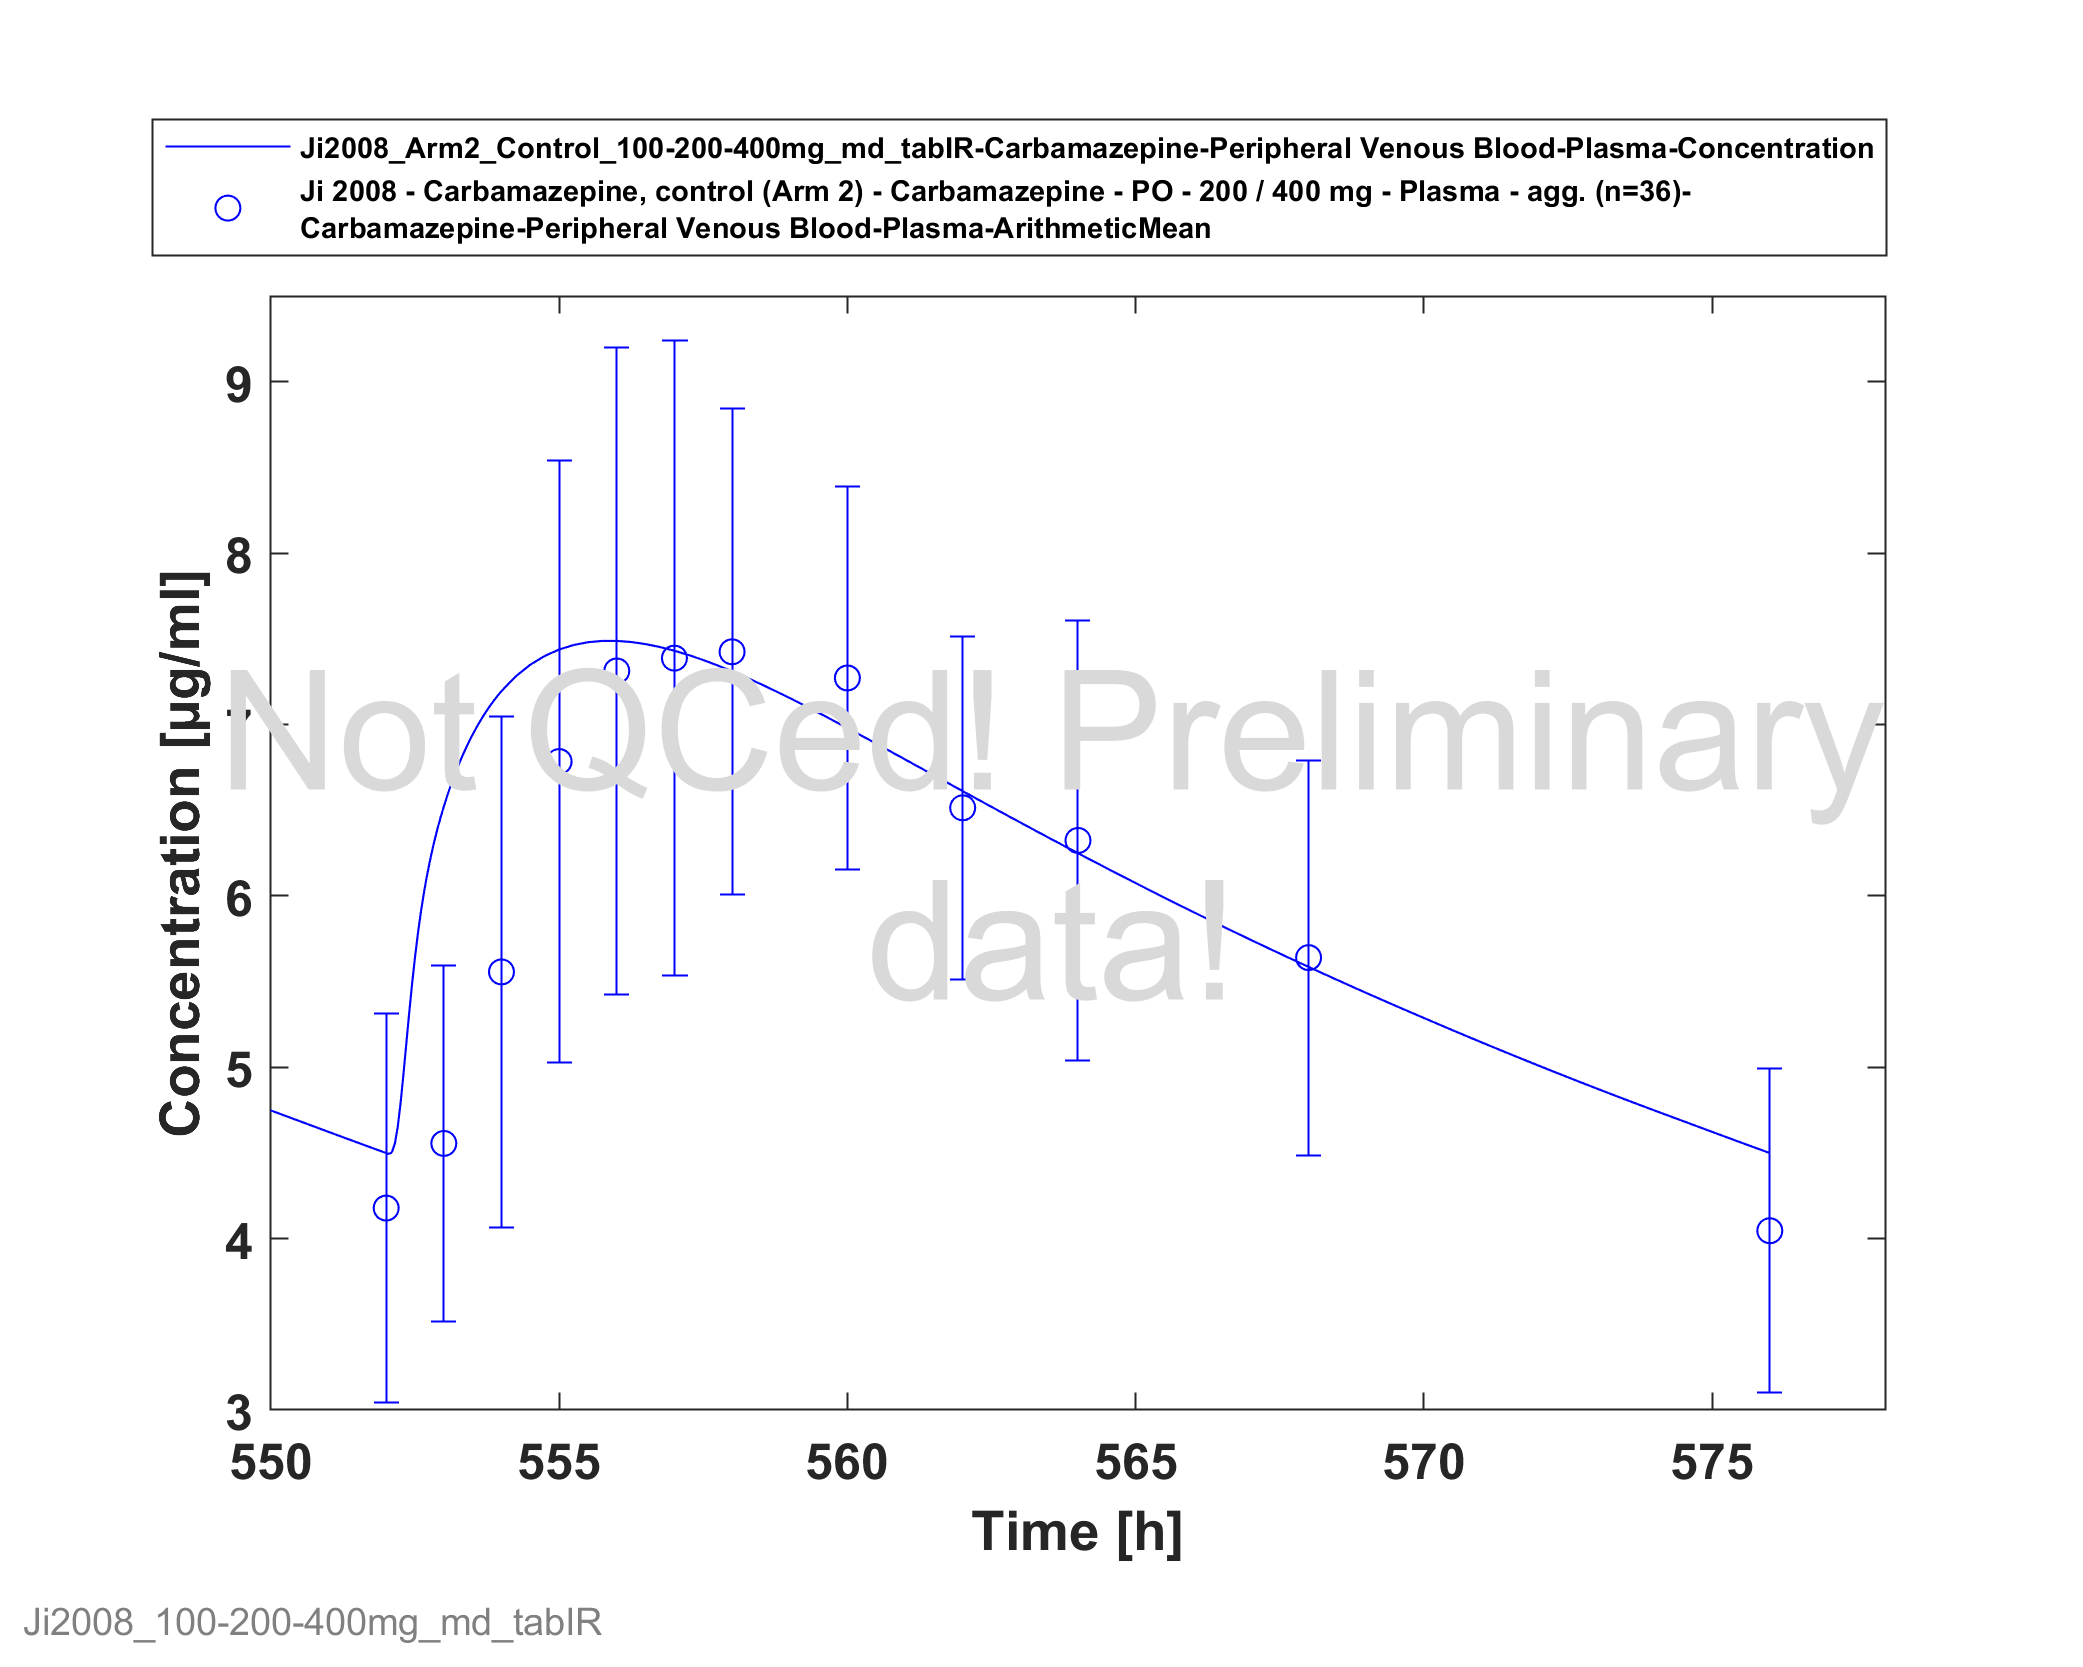 Ji2008_Arm2_Control_100-200-400mg_md_tabIR-Carbamazepine-Peripheral Venous Blood-Plasma-Concentration
Ji 2008 - Carbamazepine, control (Arm 2) - Carbamazepine - PO - 200 / 400 mg - Plasma - agg. (n=36)-
Carbamazepine-Peripheral Venous Blood-Plasma-ArithmeticMean
Concentration [µg/ml]
9
8
7
6
5
4
3
Not QCed! Preliminary
data!
550 555 560 565 570 575
Time [h]
Ji2008_100-200-400mg_md_tabIR